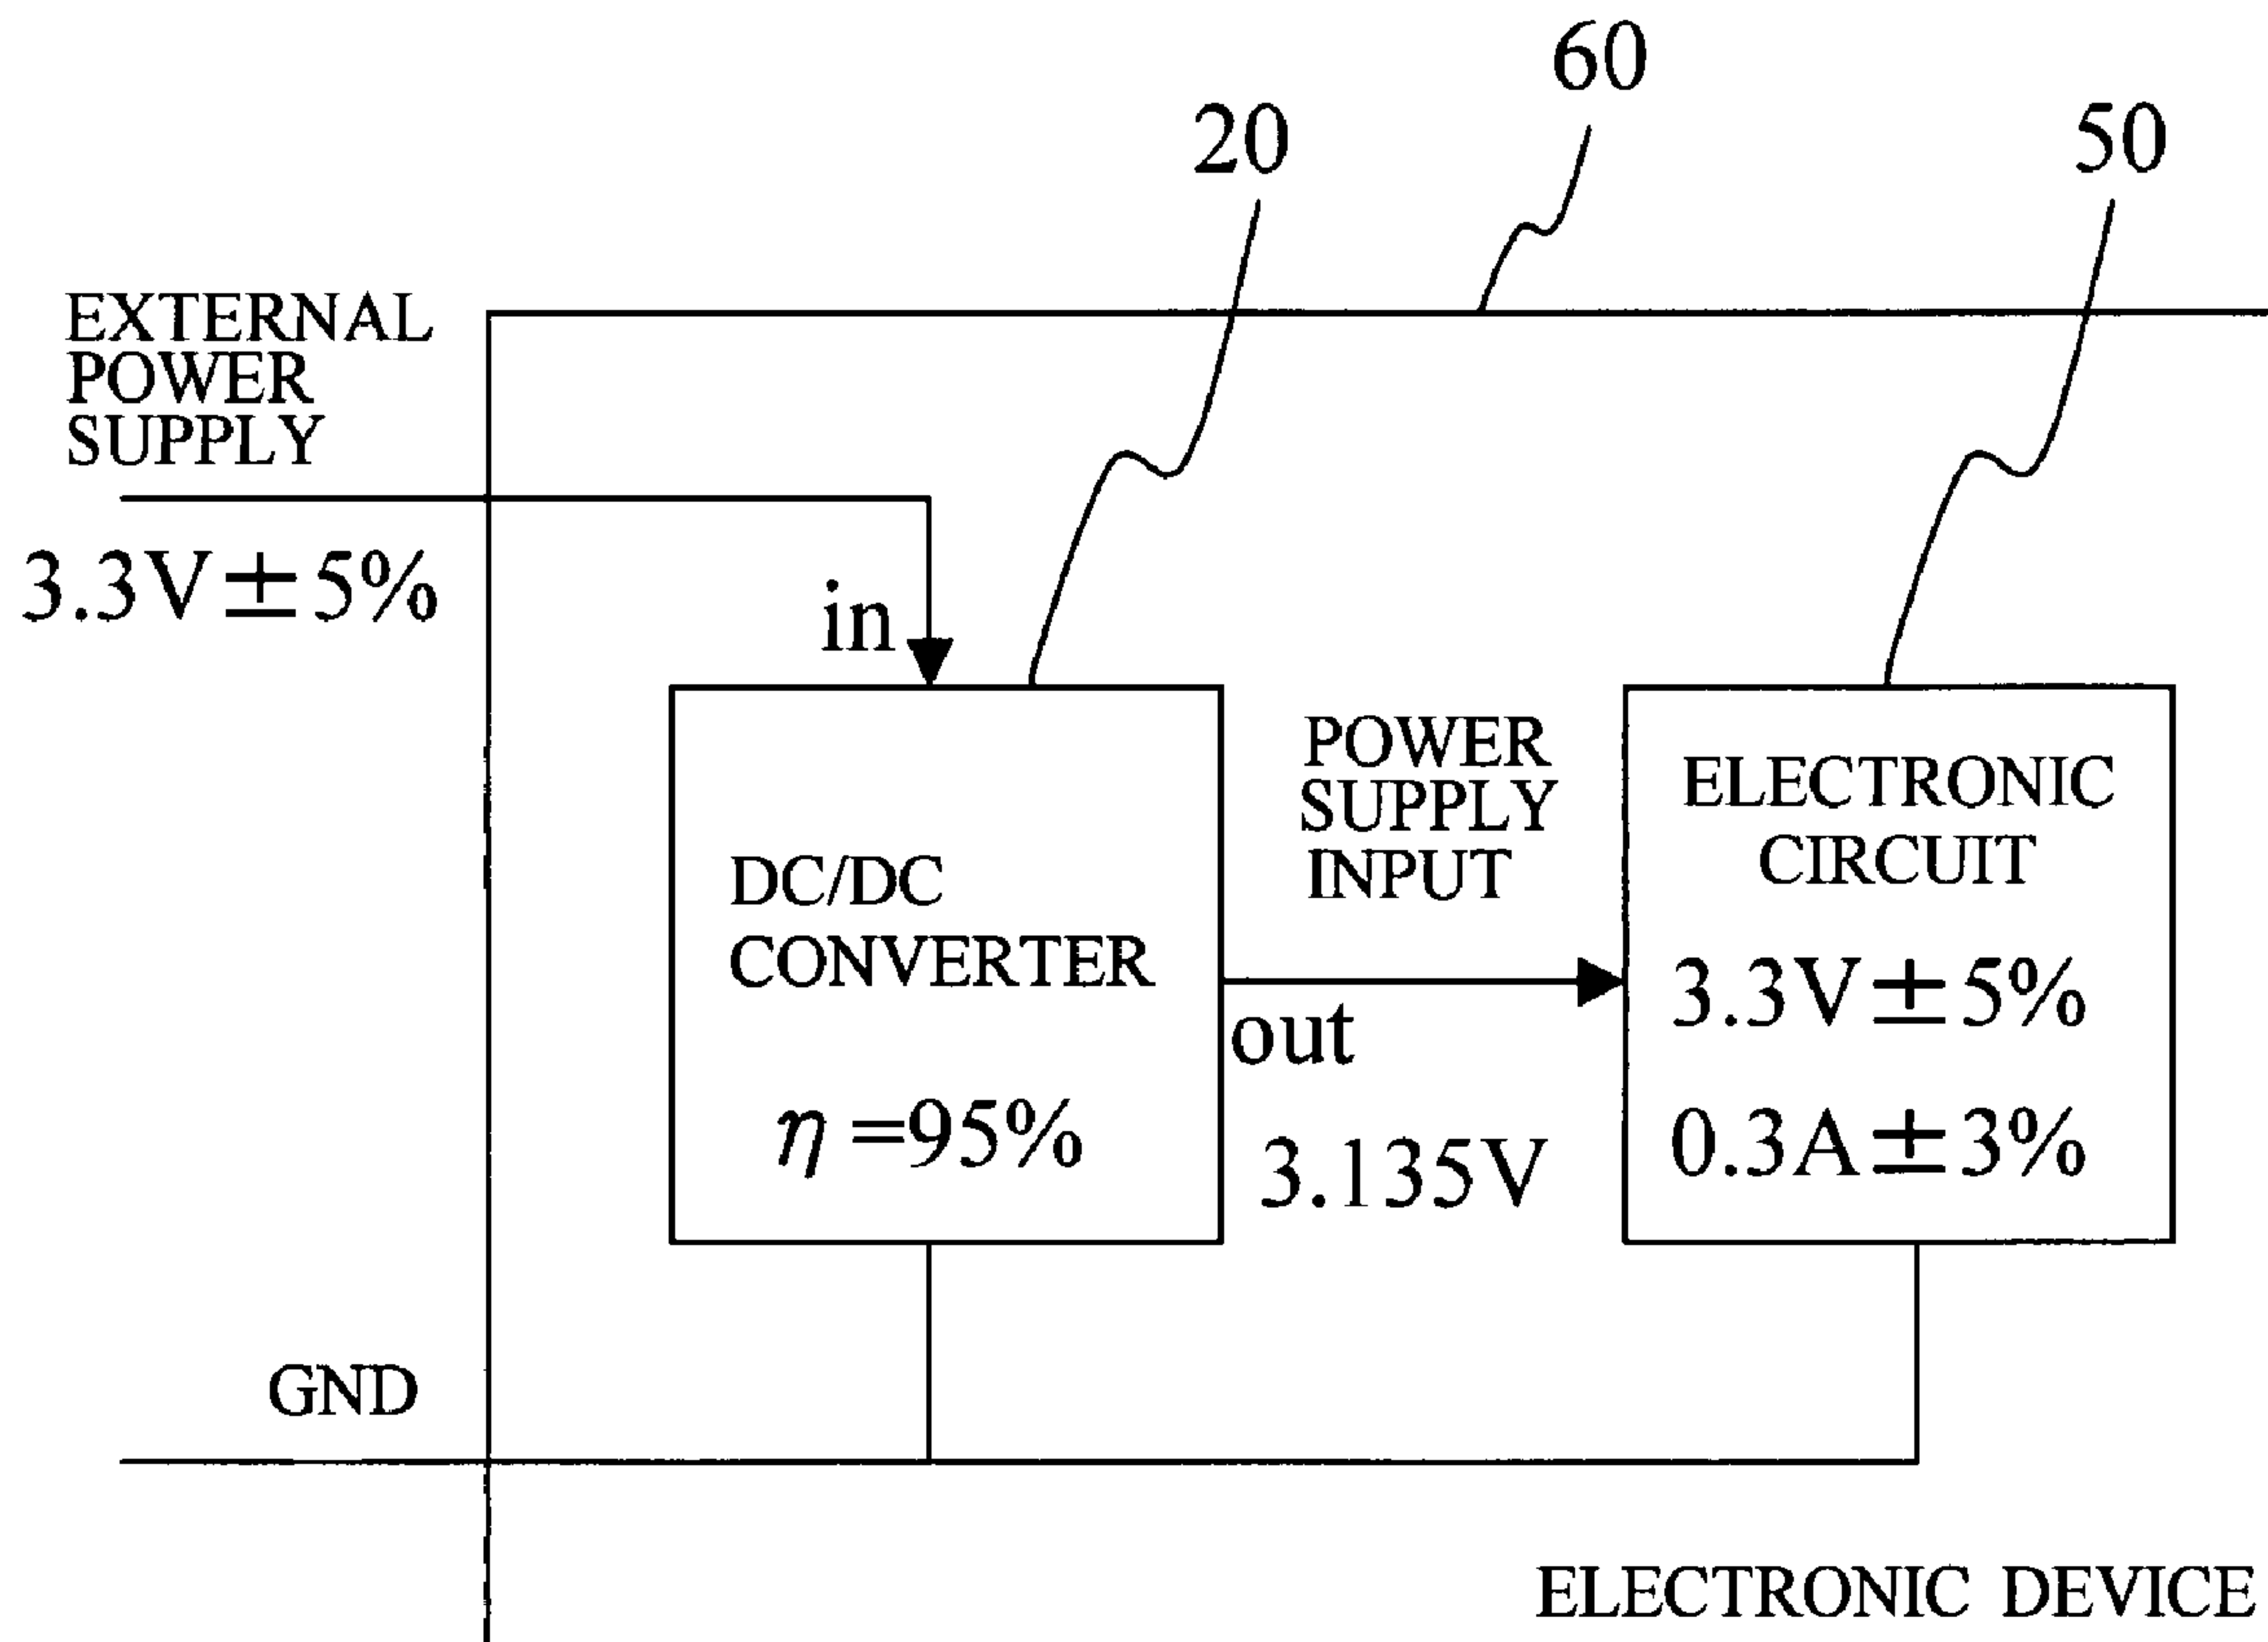 60
20
50
EXTERNAL
POWER
SUPPLY
3.3V±5%
in
POWER
SUPPLY
INPUT
ELECTRONIC
CIRCUIT
DC/DC
CONVERTER
3.3V±5%
out
η=95%
3.135V
0.3A±3%
GND
ELECTRONIC DEVICE